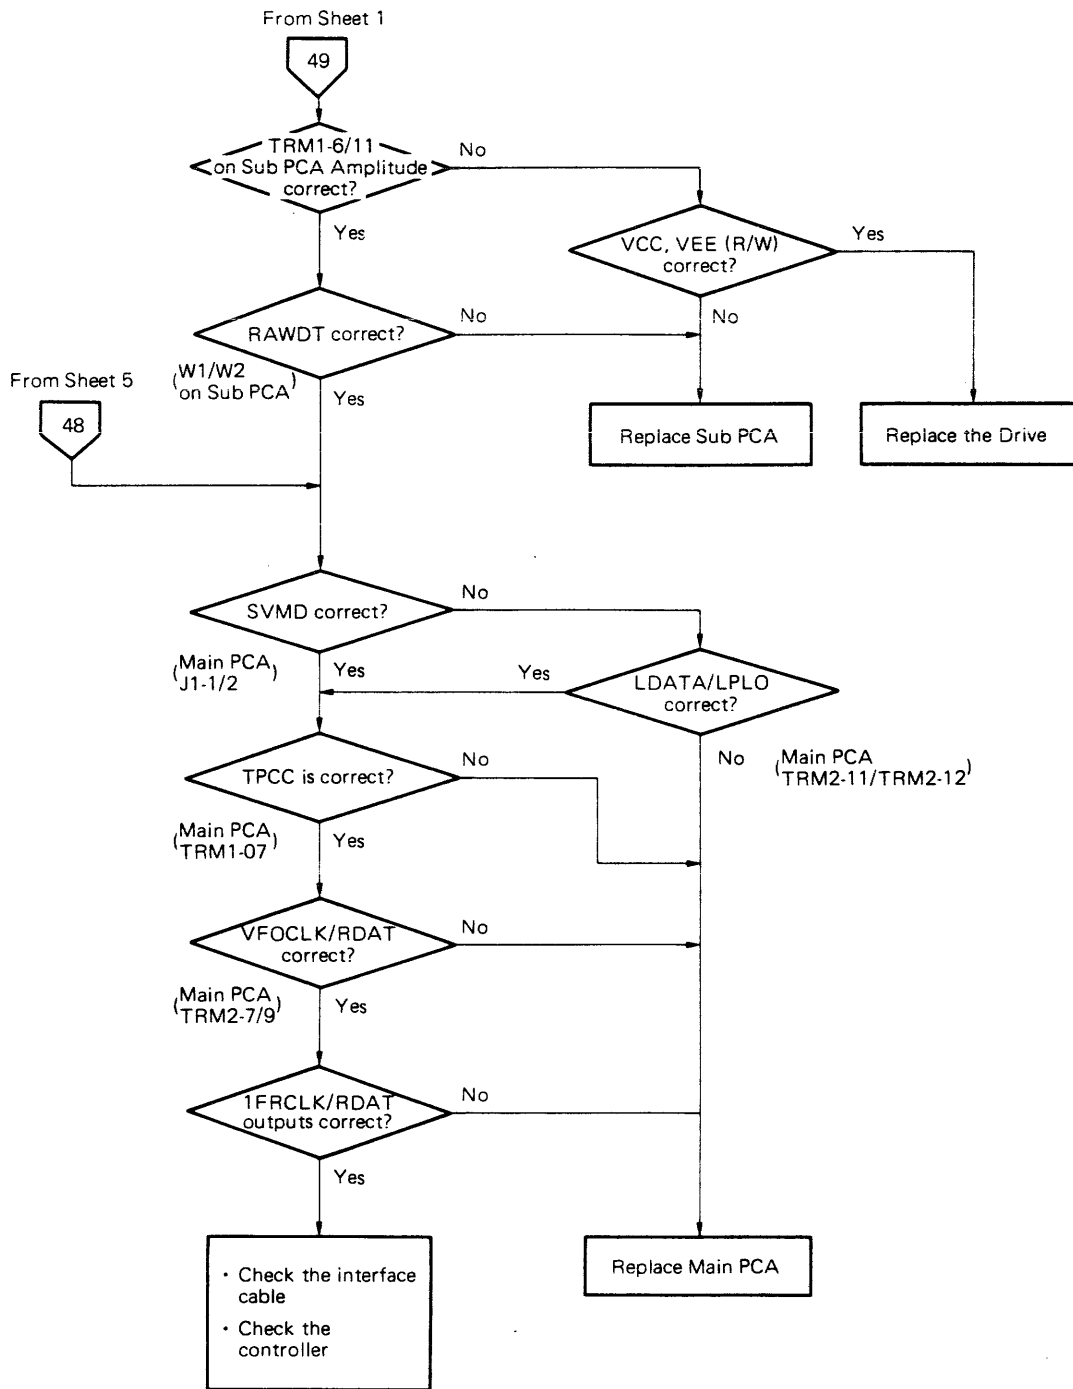 From Sheet 1
49
TRM1-6/11
on Sub PCA Amplitude
correct?
No
Yes
VCC, VEE (R/W)
correct?
Yes
No
RAWDT correct?
No
(W1/W2
on Sub PCA)
Yes
From Sheet 5
48
Replace Sub PCA
Replace the Drive
SVMD correct?
No
(Main PCA
J1-1/2)
Yes
Yes
LDATA/LPLO
correct?
No
(Main PCA
TRM2-11/TRM2-12)
TPCC is correct?
No
(Main PCA
TRM1-07)
Yes
VFOCLK/RDAT
correct?
No
(Main PCA
TRM2-7/9)
Yes
1FRCLK/RDAT
outputs correct?
No
Yes
· Check the interface
cable
· Check the
controller
Replace Main PCA